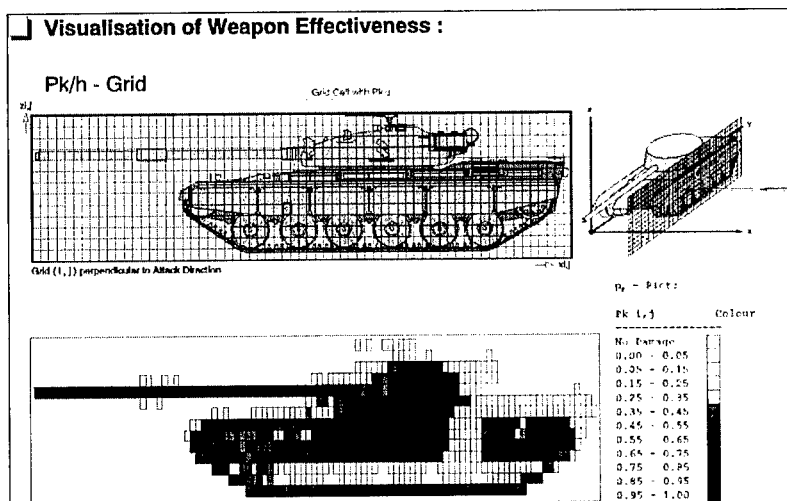 Visualisation of Weapon Effectiveness :
Pk/h - Grid
Grid Cell with
Grid (i, j) perpendicular to Attack Direction
Pk i,j Colour
No Damage
0.00 - 0.05
0.05 - 0.15
0.15 - 0.25
0.25 - 0.35
0.35 - 0.45
0.45 - 0.55
0.55 - 0.65
0.65 - 0.75
0.75 - 0.85
0.85 - 0.95
0.95 - 1.00